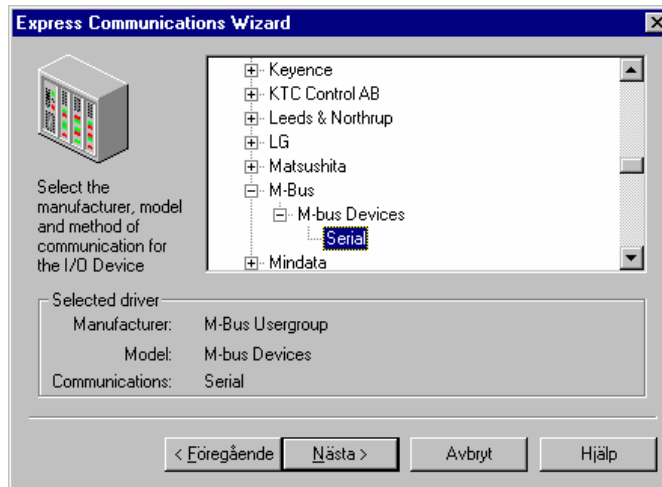 Express Communications Wizard
Select the
manufacturer, model
and method of
communication for
the I/O Device
Keyence
KTC Control AB
Leeds & Northrup
LG
Matsushita
M-Bus
M-bus Devices
Serial
Mindata
Selected driver
Manufacturer: M-Bus Usergroup
Model: M-bus Devices
Communications: Serial
< Föregående Nästa > Avbryt Hjälp